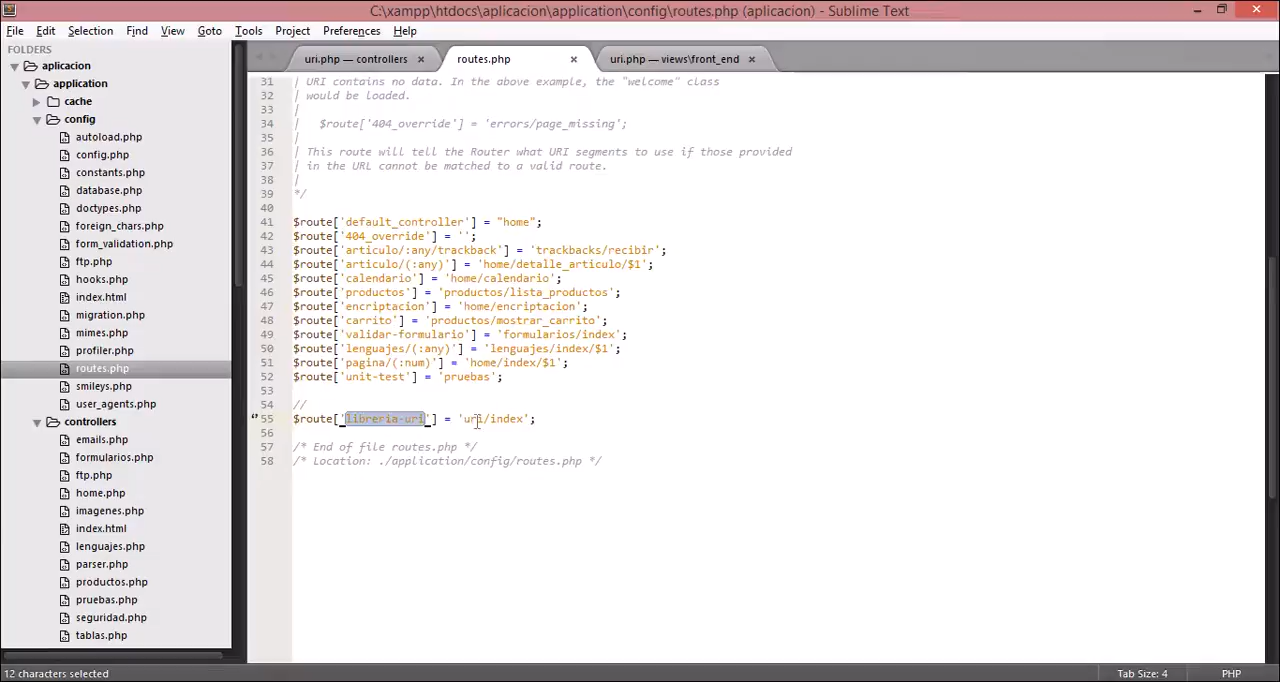 C:\xampp\htdocs\aplicacion\application\config\routes.php (aplicacion) - Sublime Text
File Edit Selection Find View Goto Tools Project Preferences Help
FOLDERS
aplicacion
application
cache
config
autoload.php
config.php
constants.php
database.php
doctypes.php
foreign_chars.php
form_validation.php
ftp.php
hooks.php
index.html
migration.php
mimes.php
profiler.php
routes.php
smileys.php
user_agents.php
controllers
emails.php
formularios.php
ftp.php
home.php
imagenes.php
index.html
lenguajes.php
parser.php
productos.php
pruebas.php
seguridad.php
tablas.php
uri.php — controllers × routes.php × uri.php — views\front_end ×
31 | URI contains no data. In the above example, the "welcome" class
32 | would be loaded.
33 |
34 | $route['404_override'] = 'errors/page_missing';
35 |
36 | This route will tell the Router what URI segments to use if those provided
37 | in the URL cannot be matched to a valid route.
38 |
39 */
40
41 $route['default_controller'] = "home";
42 $route['404_override'] = '';
43 $route['articulo/:any/trackback'] = 'trackbacks/recibir';
44 $route['articulo/(:any)'] = 'home/detalle_articulo/$1';
45 $route['calendario'] = 'home/calendario';
46 $route['productos'] = 'productos/lista_productos';
47 $route['encriptacion'] = 'home/encriptacion';
48 $route['carrito'] = 'productos/mostrar_carrito';
49 $route['validar-formulario'] = 'formularios/index';
50 $route['lenguajes/(:any)'] = 'lenguajes/index/$1';
51 $route['pagina/(:num)'] = 'home/index/$1';
52 $route['unit-test'] = 'pruebas';
53
54 //
55 $route['libreria-uri'] = 'uri/index';
56
57 /* End of file routes.php */
58 /* Location: ./application/config/routes.php */
12 characters selected Tab Size: 4 PHP